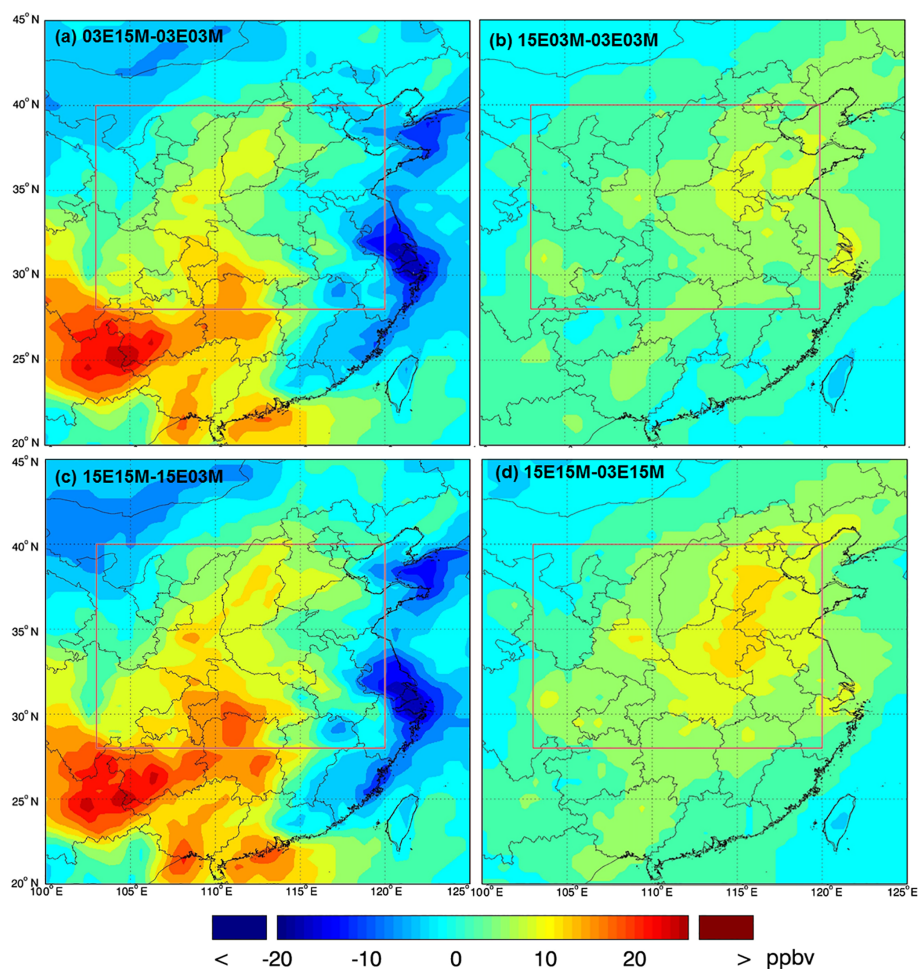 45° N
(a) 03E15M-03E03M
(b) 15E03M-03E03M
40° N
35° N
30° N
25° N
20° N
45° N
(c) 15E15M-15E03M
(d) 15E15M-03E15M
40° N
35° N
30° N
25° N
20° N
100° E 105° E 110° E 115° E 120° E 125° E 105° E 110° E 115° E 120° E 125° E
< -20 -10 0 10 20 > ppbv